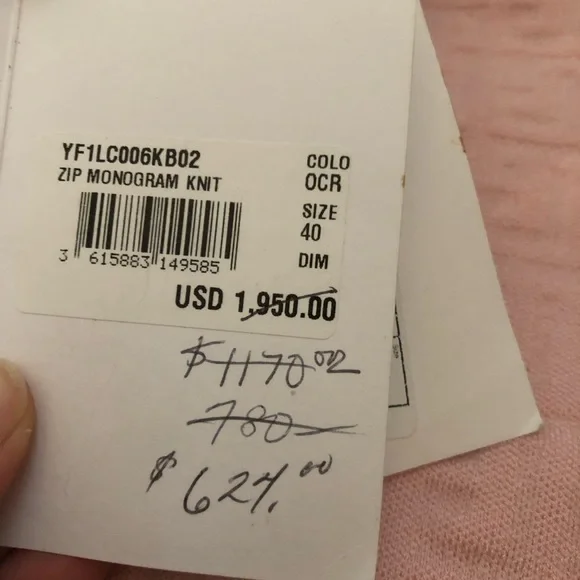 YF1LC006KB02
ZIP MONOGRAM KNIT
COLO
OCR
SIZE
40
DIM
3 615883 149585
USD 1,950.00
$1170.00
780
$624.00